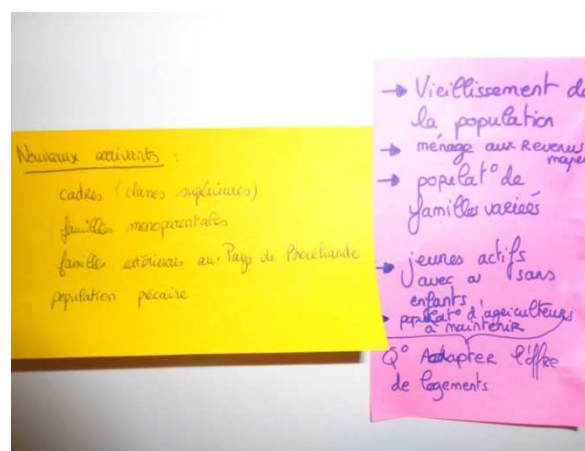 Nouveaux arrivants :
cadres (classes supérieures)
familles monoparentales
familles extérieures au Pays de Brocéliande
population pécaire
→ Vieillissement de
la population
→ ménage aux Revenus
moyen
→ populat° de
familles variées
→ jeunes actifs
avec ou sans
enfants
→ populat° d'agriculteurs
à maintenir
Q° Adapter l'offre
de logements